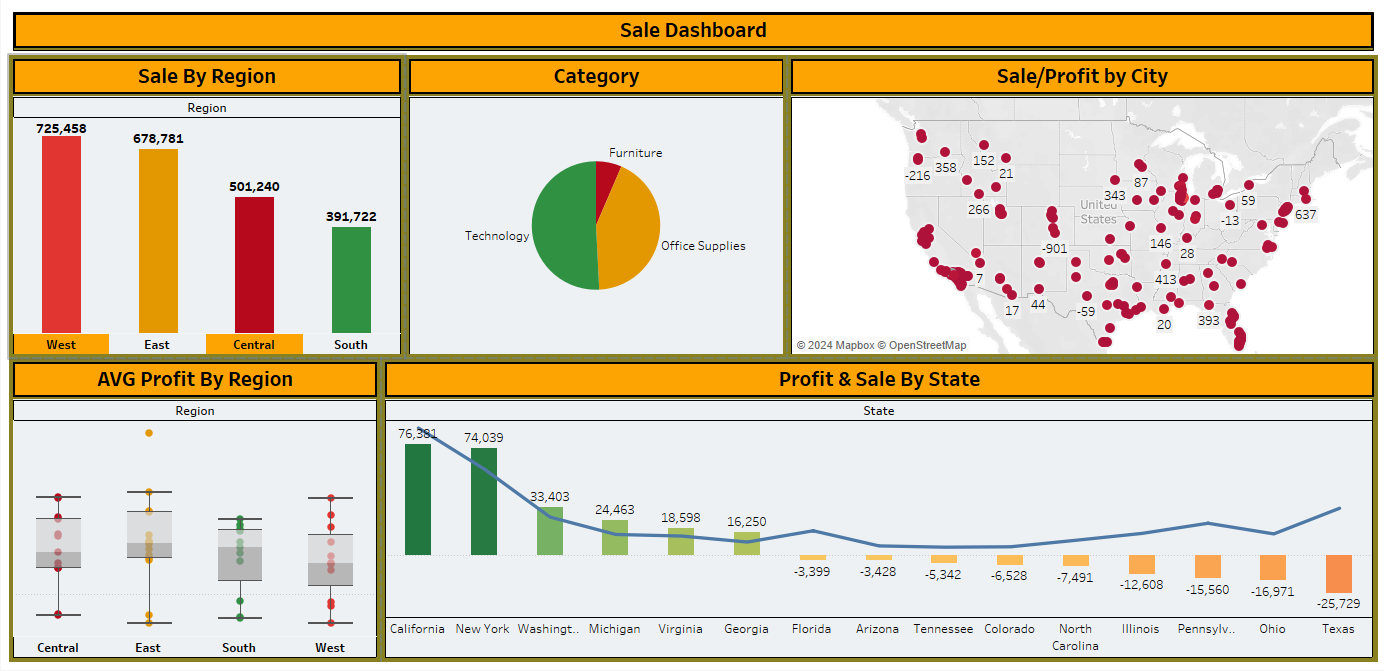 Sale Dashboard
Sale By Region
Category
Sale/Profit by City
Region
725,458
678,781
501,240
391,722
West
East
Central
South
Furniture
Technology
Office Supplies
-216
358
152
21
266
-901
7
17
44
-59
United
States
343
87
146
28
413
20
393
-13
59
637
© 2024 Mapbox © OpenStreetMap
AVG Profit By Region
Profit & Sale By State
Region
Central
East
South
West
State
76,381
74,039
33,403
24,463
18,598
16,250
-3,399
-3,428
-5,342
-6,528
-7,491
-12,608
-15,560
-16,971
-25,729
California
New York
Washingt..
Michigan
Virginia
Georgia
Florida
Arizona
Tennessee
Colorado
North
Carolina
Illinois
Pennsylv..
Ohio
Texas